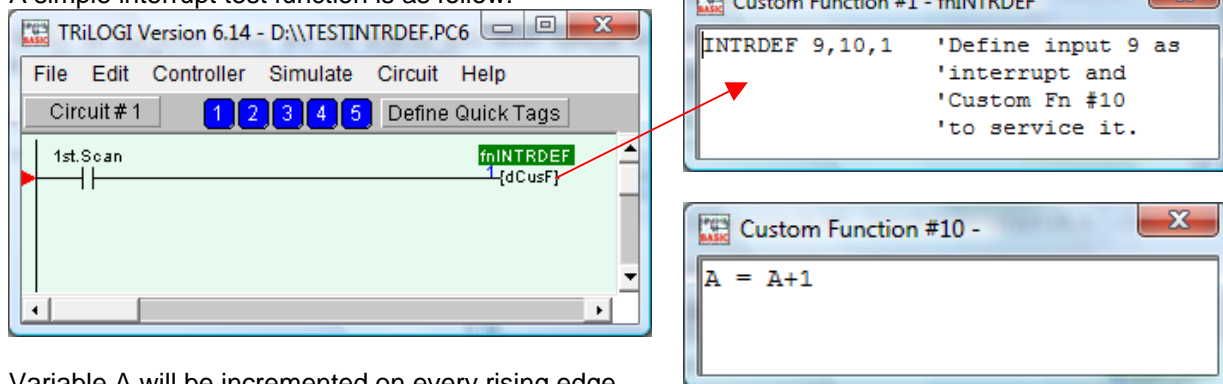 A simple interrupt test function is as follow:
TRiLOGI Version 6.14 - D:\\TESTINTRDEF.PC6
File Edit Controller Simulate Circuit Help
Circuit # 1 1 2 3 4 5 Define Quick Tags
1st.Scan
fnINTRDEF
1
{dCusF}
Custom Function #1 - fnINTRDEF
INTRDEF 9,10,1 'Define input 9 as
'interrupt and
'Custom Fn #10
'to service it.
Custom Function #10 -
A = A+1
Variable A will be incremented on every rising edge